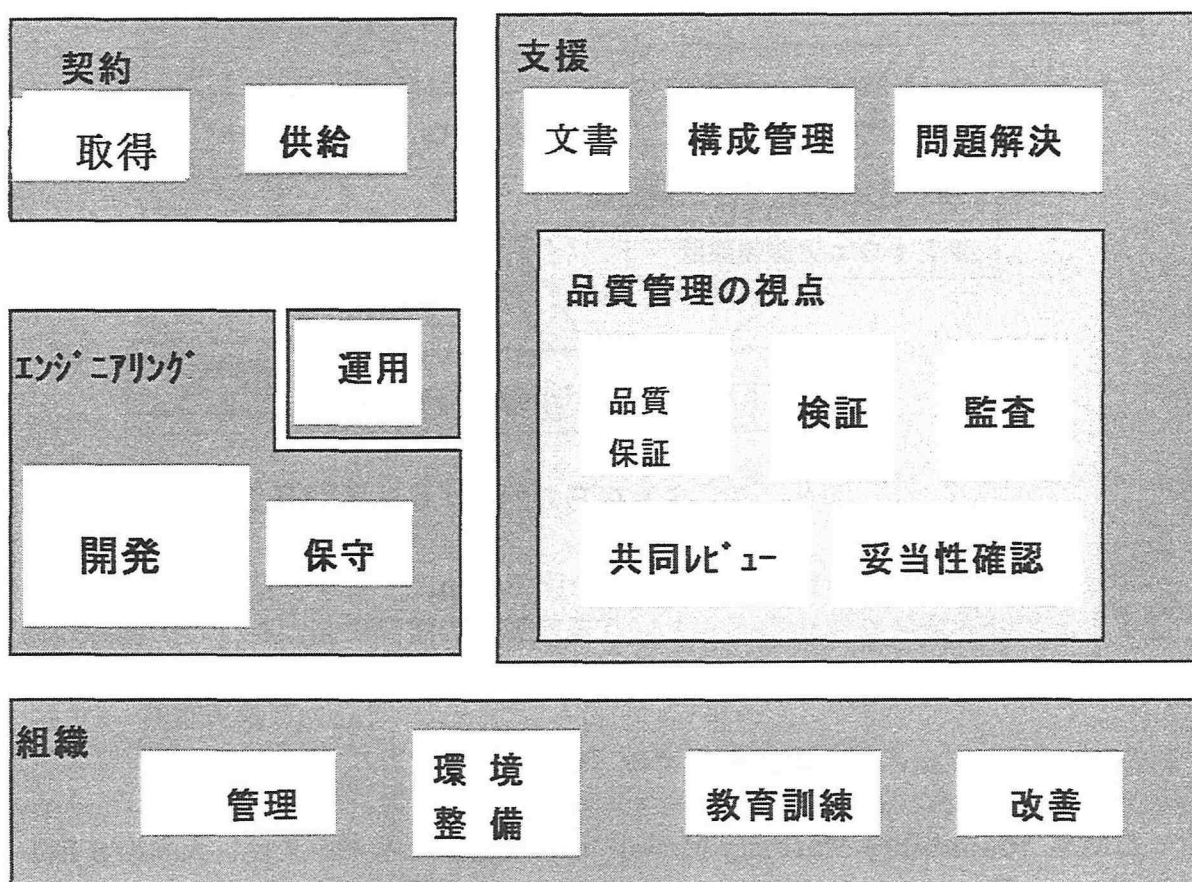 契約
取得
供給
支援
文書
構成管理
問題解決
品質管理の視点
品質
保証
検証
監査
共同ﾚﾋﾞｭｰ
妥当性確認
ｴﾝｼﾞﾆｱﾘﾝｸﾞ
運用
開発
保守
組織
管理
環 境
整 備
教育訓練
改善